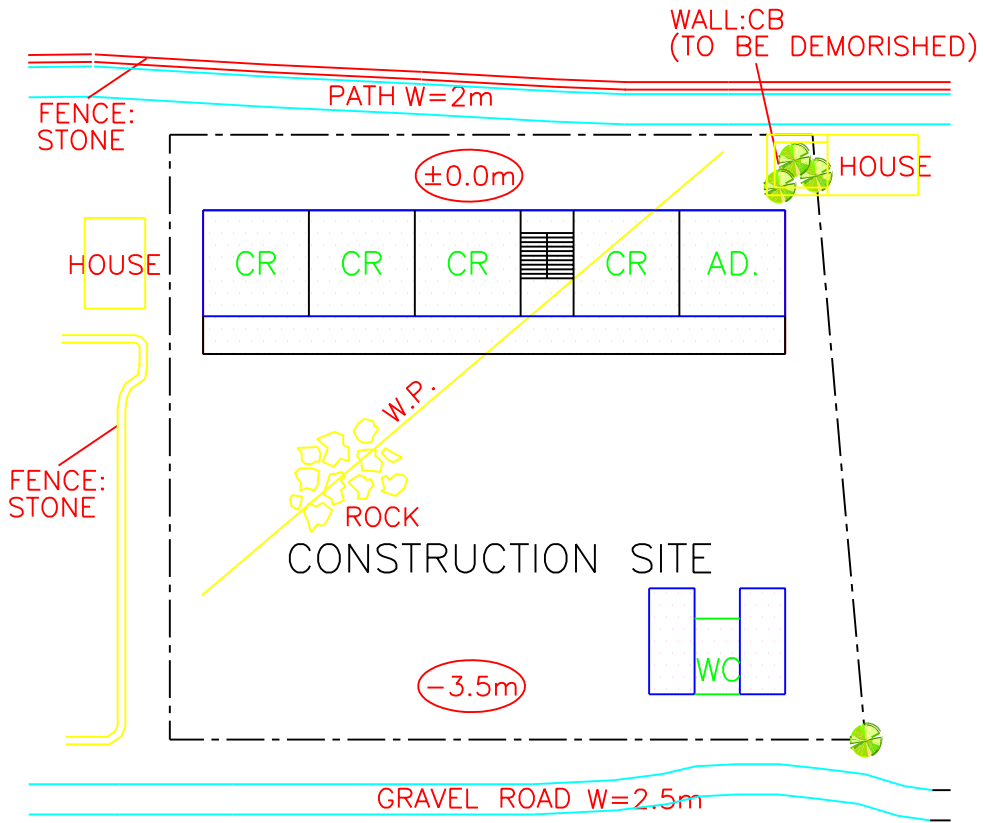 WALL:CB
(TO BE DEMORISHED)
PATH W=2m
FENCE:
STONE
±0.0m
HOUSE
HOUSE
CR
CR
CR
CR
AD.
W.P.
FENCE:
STONE
ROCK
CONSTRUCTION SITE
WC
-3.5m
GRAVEL ROAD W=2.5m